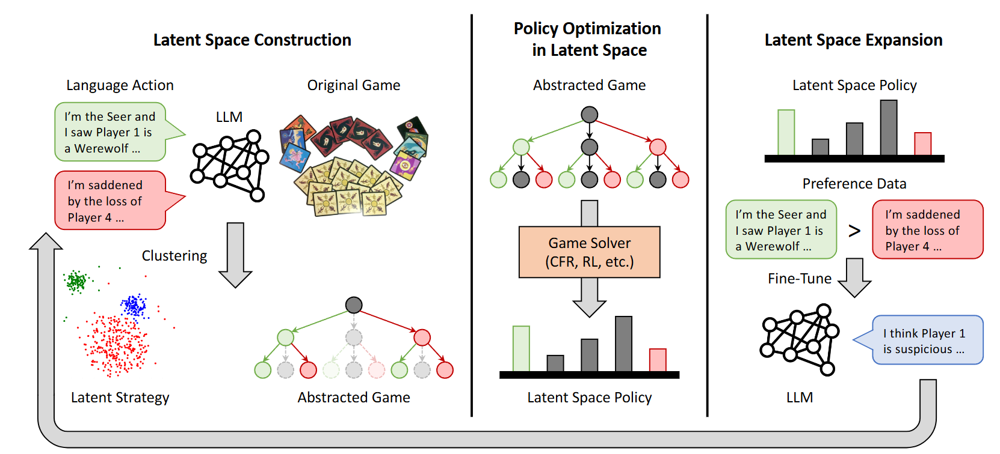 Latent Space Construction
Language Action
Original Game
I'm the Seer and
I saw Player 1 is
a Werewolf ...
LLM
I'm saddened
by the loss of
Player 4 ...
Clustering
Latent Strategy
Abstracted Game
Policy Optimization
in Latent Space
Abstracted Game
Game Solver
(CFR, RL, etc.)
Latent Space Policy
Latent Space Expansion
Latent Space Policy
Preference Data
I'm the Seer and
I saw Player 1 is
a Werewolf ...
>
I'm saddened
by the loss of
Player 4 ...
Fine-Tune
I think Player 1
is suspicious ...
LLM